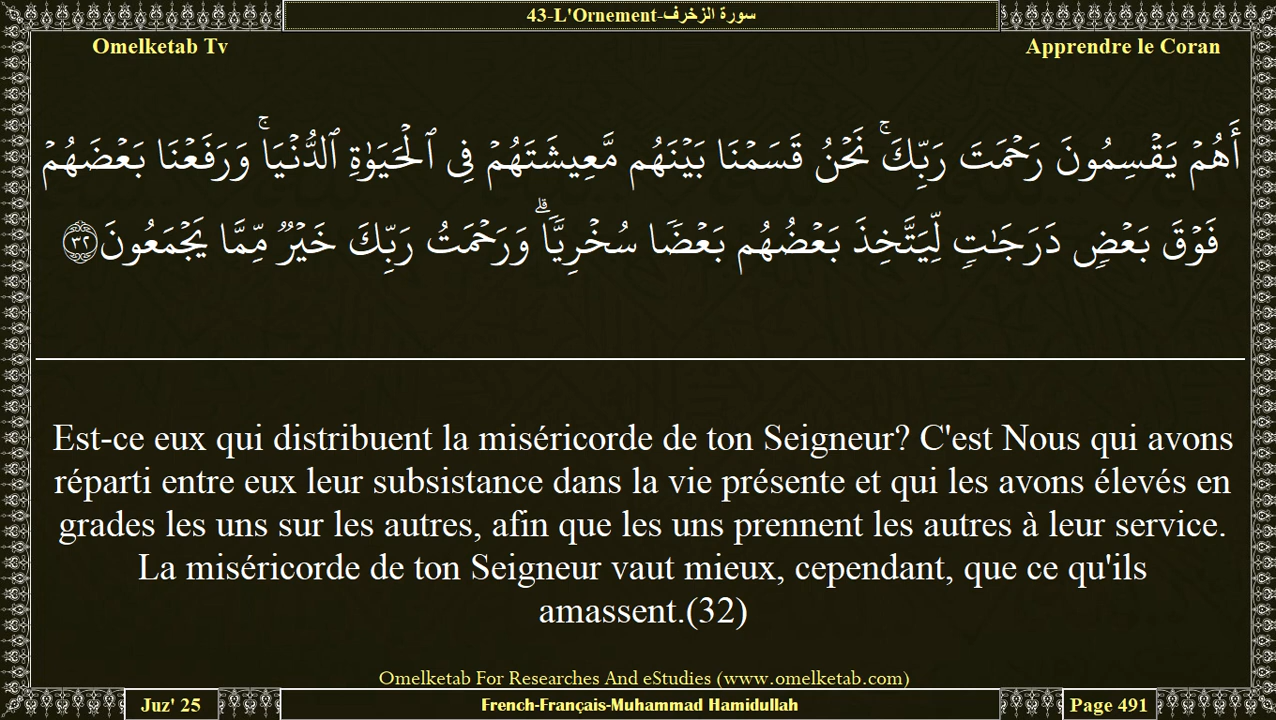 43-L'Ornement-سورة الزخرف
Omelketab Tv
Apprendre le Coran
أَهُمْ يَقْسِمُونَ رَحْمَتَ رَبِّكَ ۚ نَحْنُ قَسَمْنَا بَيْنَهُم مَّعِيشَتَهُمْ فِى ٱلْحَيَوٰةِ ٱلدُّنْيَا ۚ وَرَفَعْنَا بَعْضَهُمْ
فَوْقَ بَعْضٍ دَرَجَـٰتٍ لِّيَتَّخِذَ بَعْضُهُم بَعْضًا سُخْرِيًّا ۗ وَرَحْمَتُ رَبِّكَ خَيْرٌ مِّمَّا يَجْمَعُونَ ٣٢
Est-ce eux qui distribuent la miséricorde de ton Seigneur? C'est Nous qui avons
réparti entre eux leur subsistance dans la vie présente et qui les avons élevés en
grades les uns sur les autres, afin que les uns prennent les autres à leur service.
La miséricorde de ton Seigneur vaut mieux, cependant, que ce qu'ils
amassent.(32)
Omelketab For Researches And eStudies (www.omelketab.com)
Juz' 25
French-Français-Muhammad Hamidullah
Page 491